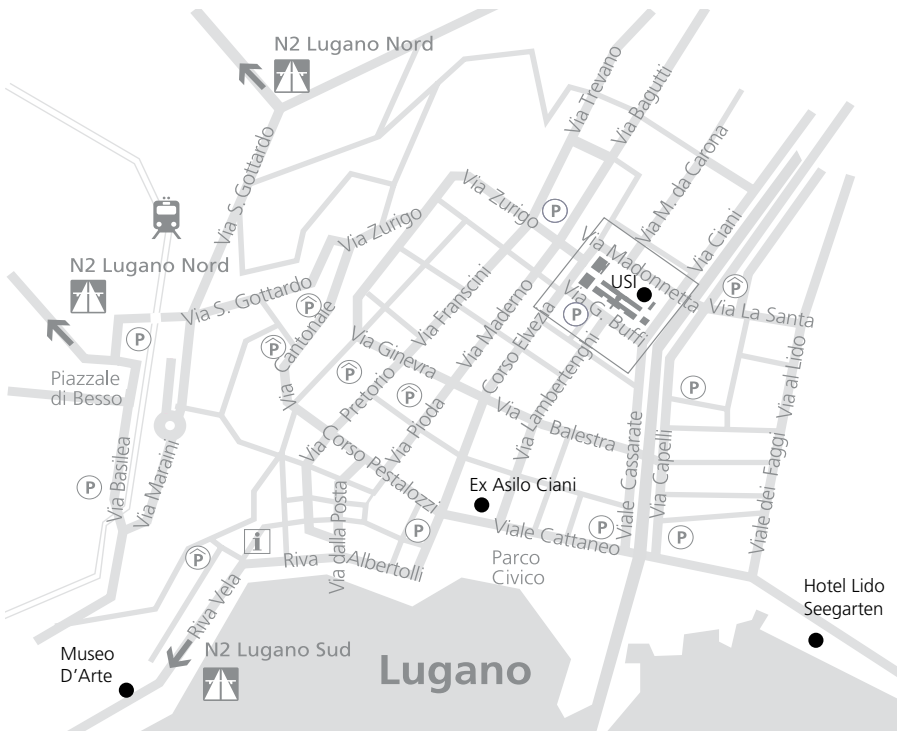 N2 Lugano Nord
Via Trevano
Via Bagutti
Via S. Gottardo
Via M. da Carona
Via Zurigo
P
Via Zurigo
Via Ciani
Via Madonnetta
N2 Lugano Nord
USI
P
Via La Santa
Via S. Gottardo
P
Via G. Buffi
P
Via Franscini
Via Maderno
Corso Elvezia
P
P
Via Cantonale
Via Ginevra
Via Lambertenghi
Via al Lido
Piazzale
di Besso
P
P
P
Via Pretorio
Via Pioda
Via Balestra
Via Basilea
Via Maraini
Corso Pestalozzi
Viale Cassarate
Via Capelli
Viale dei Faggi
P
Ex Asilo Ciani
Via dalla Posta
P
Viale Cattaneo
P
P
i
P
Riva Albertolli
Parco
Civico
Riva Vela
Hotel Lido
Seegarten
Museo
D’Arte
N2 Lugano Sud
Lugano